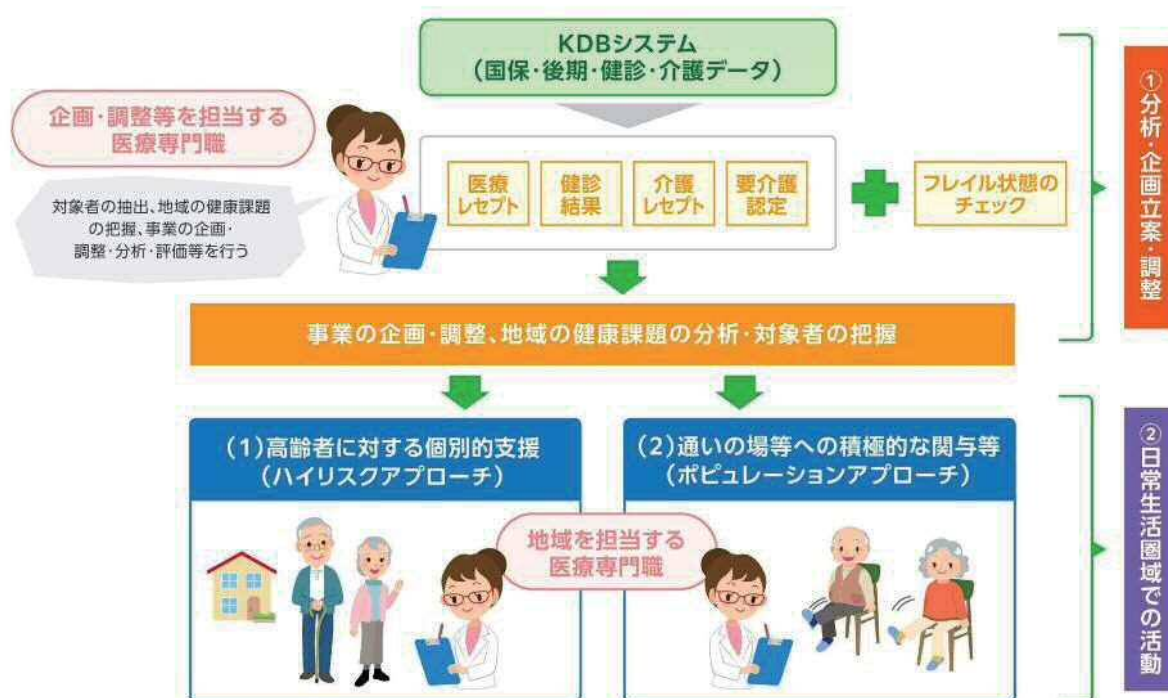 KDBシステム
(国保・後期・健診・介護データ)
企画・調整等を担当する
医療専門職
対象者の抽出、地域の健康課題
の把握、事業の企画・
調整・分析・評価等を行う
医療
レセプト
健診
結果
介護
レセプト
要介護
認定
フレイル状態の
チェック
①分析・企画立案・調整
事業の企画・調整、地域の健康課題の分析・対象者の把握
(1)高齢者に対する個別的支援
(ハイリスクアプローチ)
(2)通いの場等への積極的な関与等
(ポピュレーションアプローチ)
地域を担当する
医療専門職
②日常生活圏域での活動